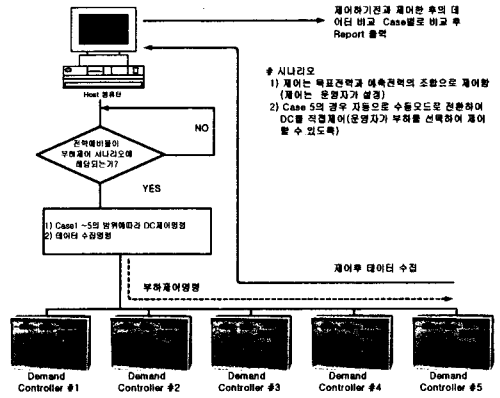 제어하기전과 제어한 후의 데
이터 비교 Case별로 비교 후
Report 출력
# 시나리오
1) 제어는 목표전력과 예측전력의 조합으로 제어함
(제어는 운영자가 설정)
2) Case 5의 경우 자동으로 수동모드로 전환하여
DC를 직접제어(운영자가 부하를 선택하여 제어
할 수 있도록)
Host 컴퓨터
NO
전력예비율이
부하제어 시나리오에
해당되는가?
YES
1) Case1 ~5의 범위에따라 DC제어명령
2) 데이터 수집명령
제어후 데이터 수집
부하제어명령
Demand
Controller #1
Demand
Controller #2
Demand
Controller #3
Demand
Controller #4
Demand
Controller #5